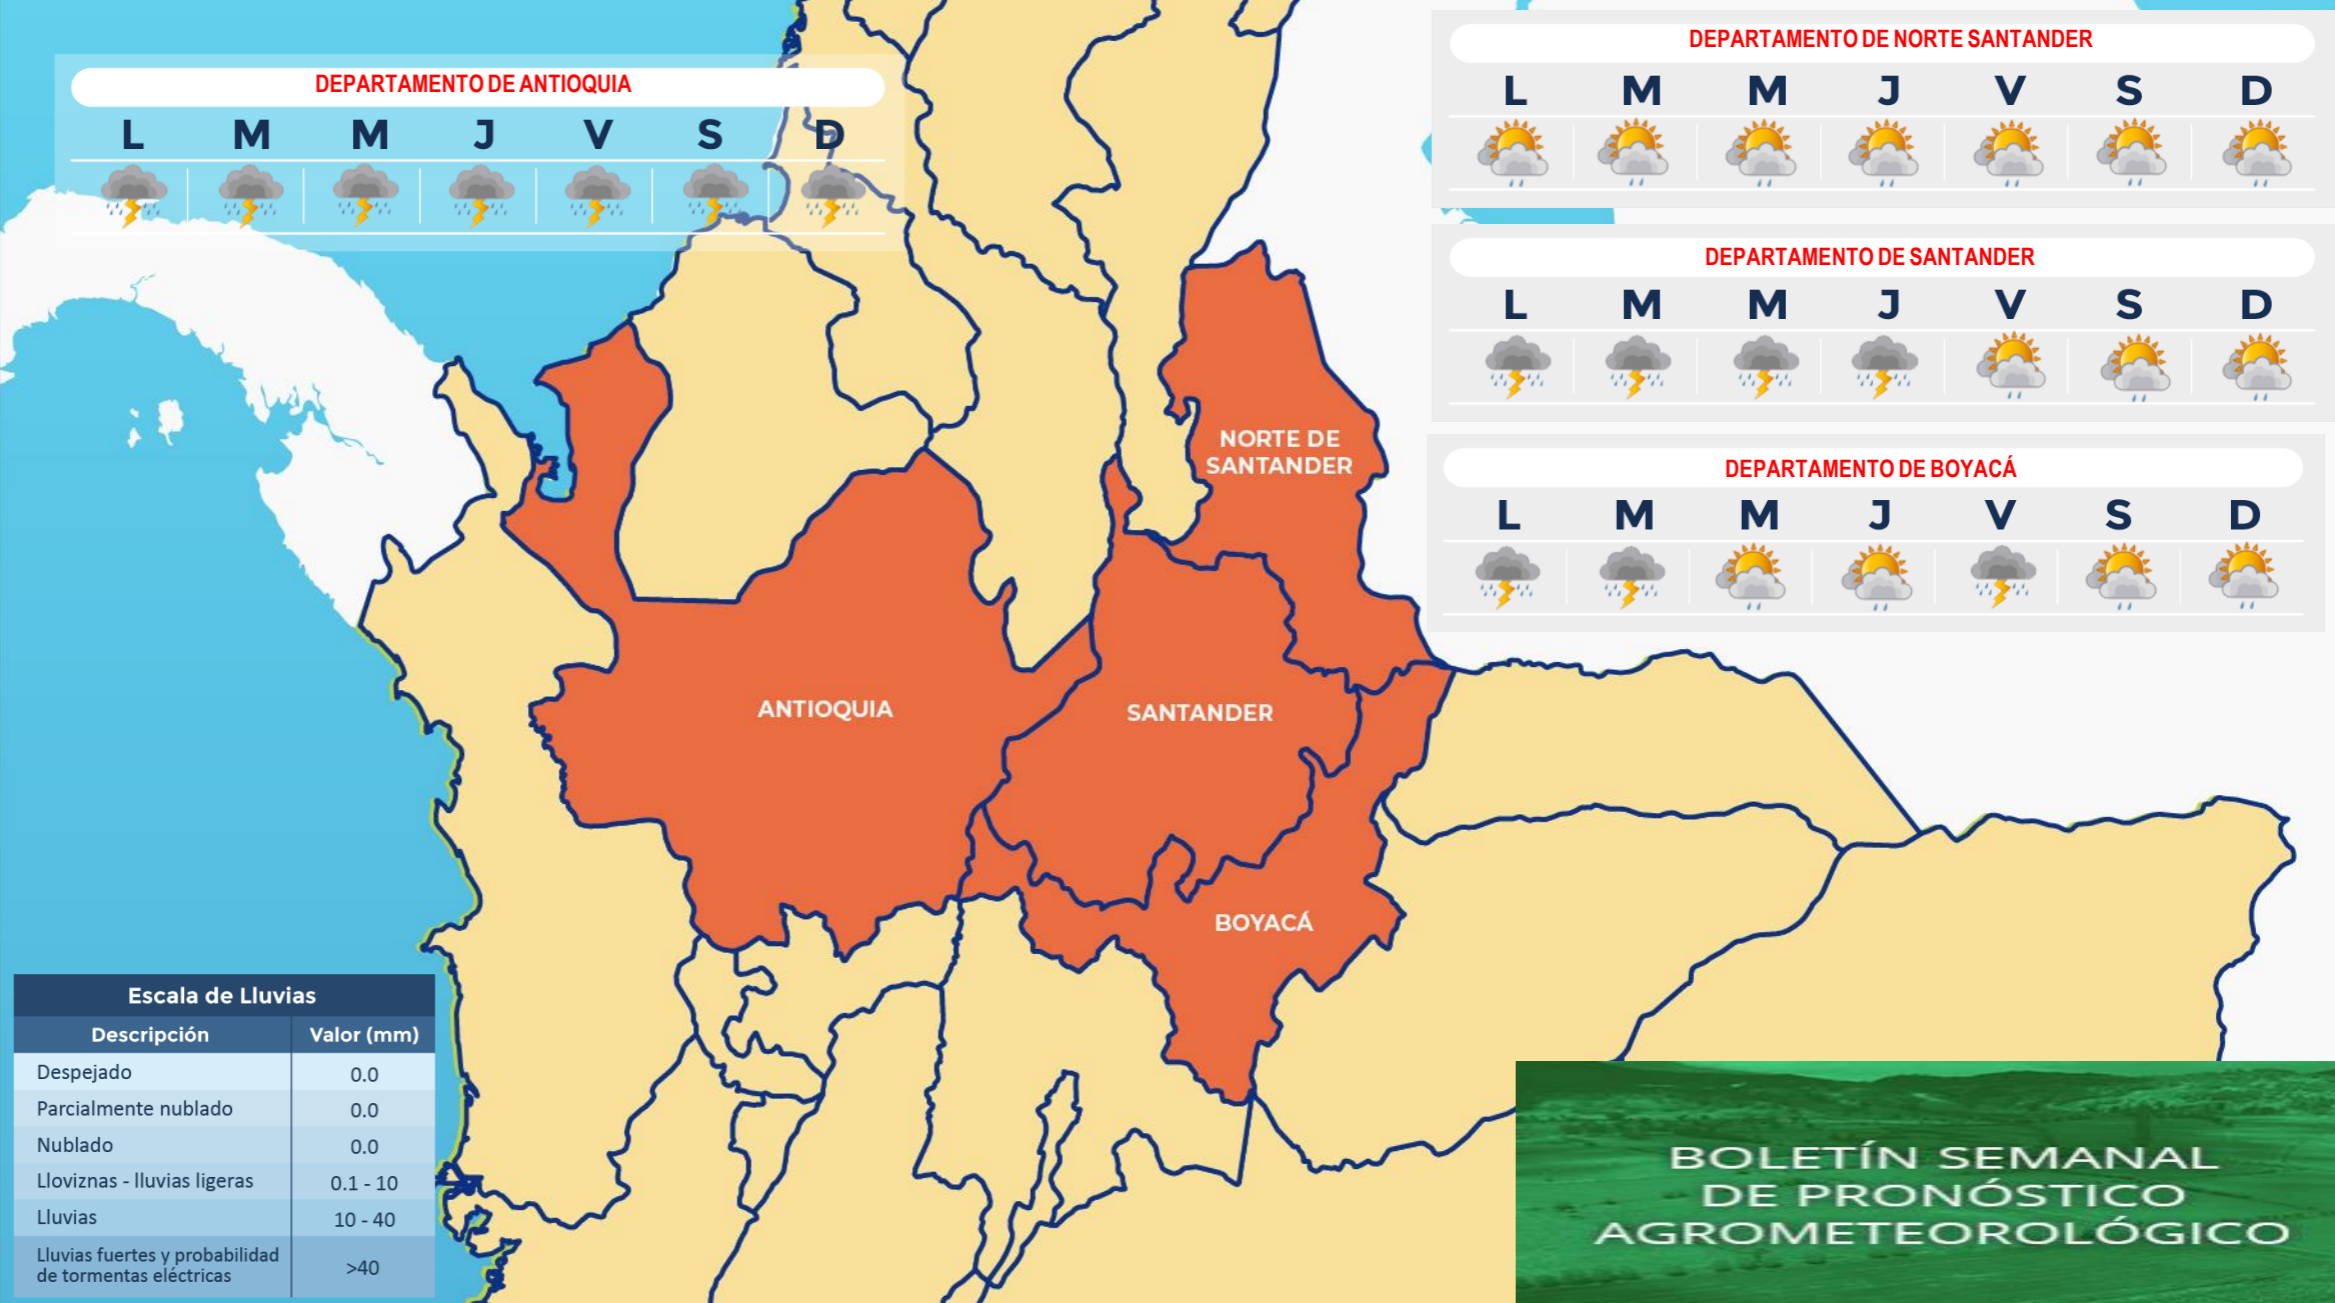 DEPARTAMENTO DE ANTIOQUIA
L M M J V S D
DEPARTAMENTO DE NORTE SANTANDER
L M M J V S D
DEPARTAMENTO DE SANTANDER
L M M J V S D
DEPARTAMENTO DE BOYACÁ
L M M J V S D
NORTE DE
SANTANDER
ANTIOQUIA
SANTANDER
BOYACÁ
Escala de Lluvias
Descripción Valor (mm)
Despejado 0.0
Parcialmente nublado 0.0
Nublado 0.0
Lloviznas - lluvias ligeras 0.1 - 10
Lluvias 10 - 40
Lluvias fuertes y probabilidad
de tormentas eléctricas >40
BOLETÍN SEMANAL
DE PRONÓSTICO
AGROMETEOROLÓGICO